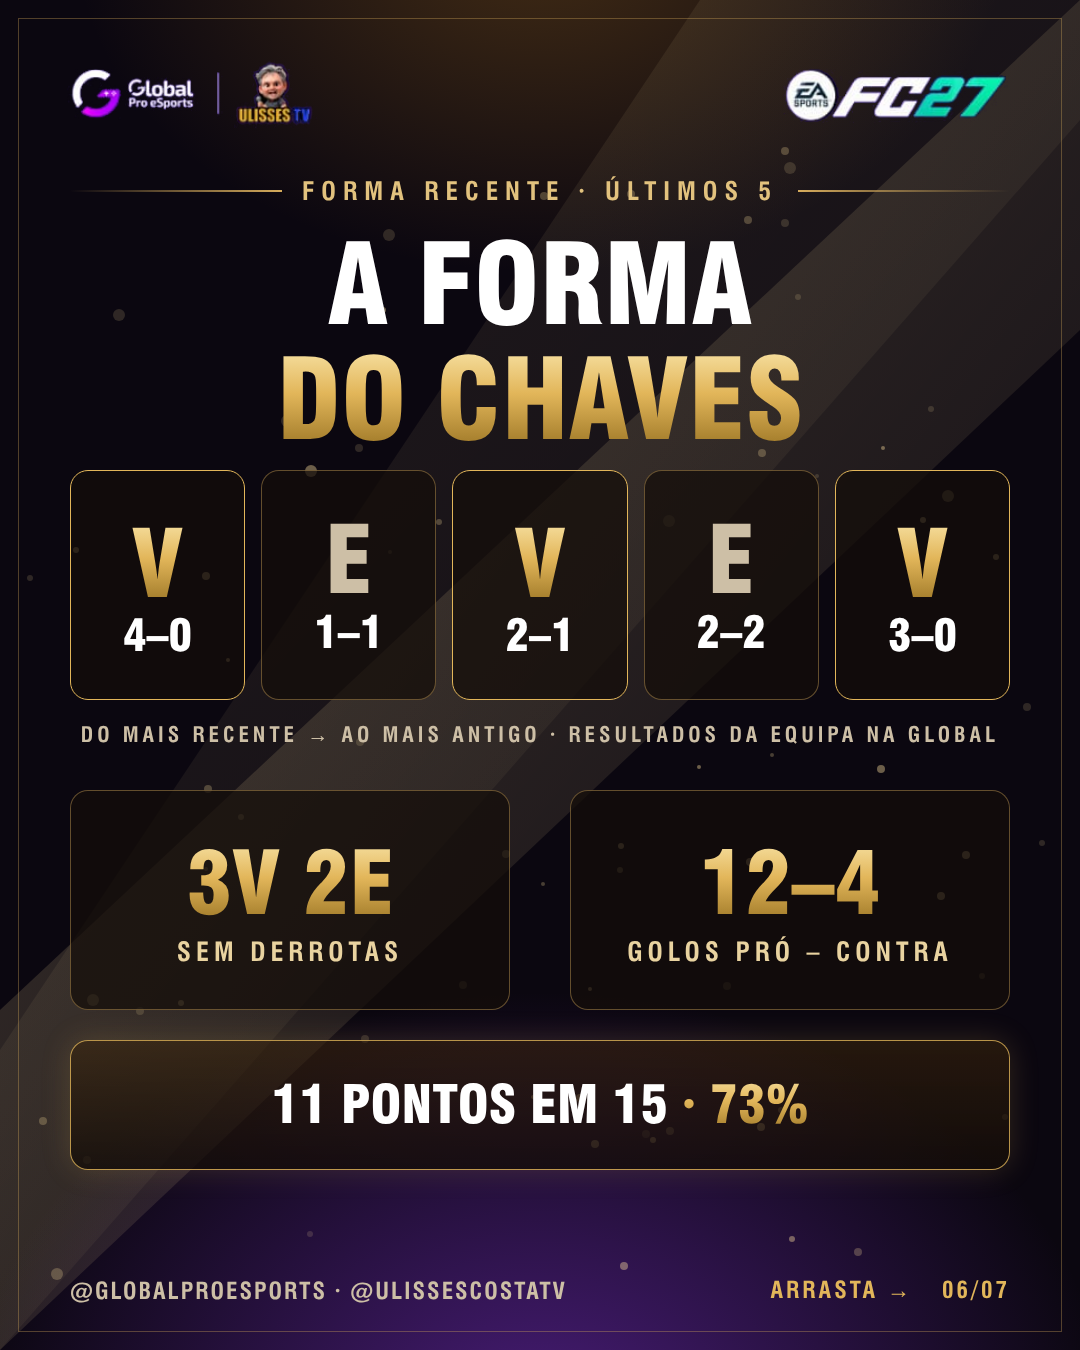 Global
Pro eSports
ULISSES TV
EA
SPORTS
FC27
FORMA RECENTE · ÚLTIMOS 5
A FORMA
DO CHAVES
V E V E V
4–0 1–1 2–1 2–2 3–0
DO MAIS RECENTE → AO MAIS ANTIGO · RESULTADOS DA EQUIPA NA GLOBAL
3V 2E
SEM DERROTAS
12–4
GOLOS PRÓ – CONTRA
11 PONTOS EM 15 · 73%
@GLOBALPROESPORTS · @ULISSESCOSTATV
ARRASTA → 06/07